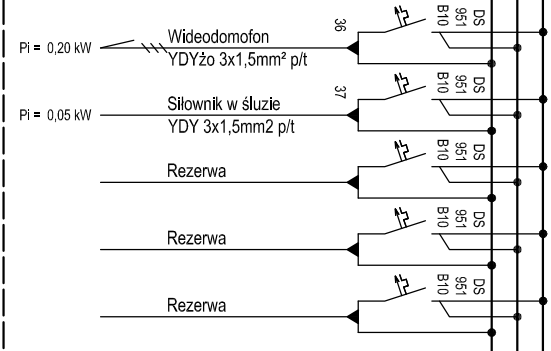 Pi = 0,20 kW
Wideodomofon
YDYżo 3x1,5mm² p/t
36
B10
951
DS
Pi = 0,05 kW
Siłownik w śluzie
YDY 3x1,5mm2 p/t
37
B10
951
DS
Rezerwa
B10
951
DS
Rezerwa
B10
951
DS
Rezerwa
B10
951
DS